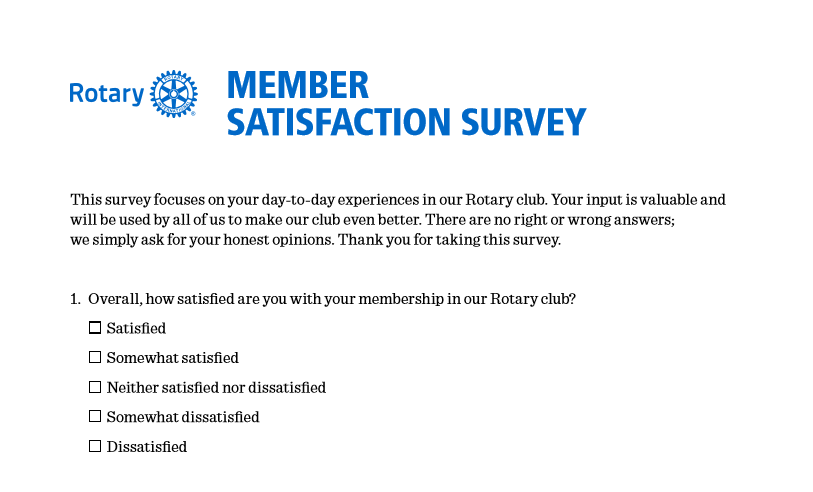 Rotary
MEMBER
SATISFACTION SURVEY
This survey focuses on your day-to-day experiences in our Rotary club. Your input is valuable and
will be used by all of us to make our club even better. There are no right or wrong answers;
we simply ask for your honest opinions. Thank you for taking this survey.
1. Overall, how satisfied are you with your membership in our Rotary club?
Satisfied
Somewhat satisfied
Neither satisfied nor dissatisfied
Somewhat dissatisfied
Dissatisfied